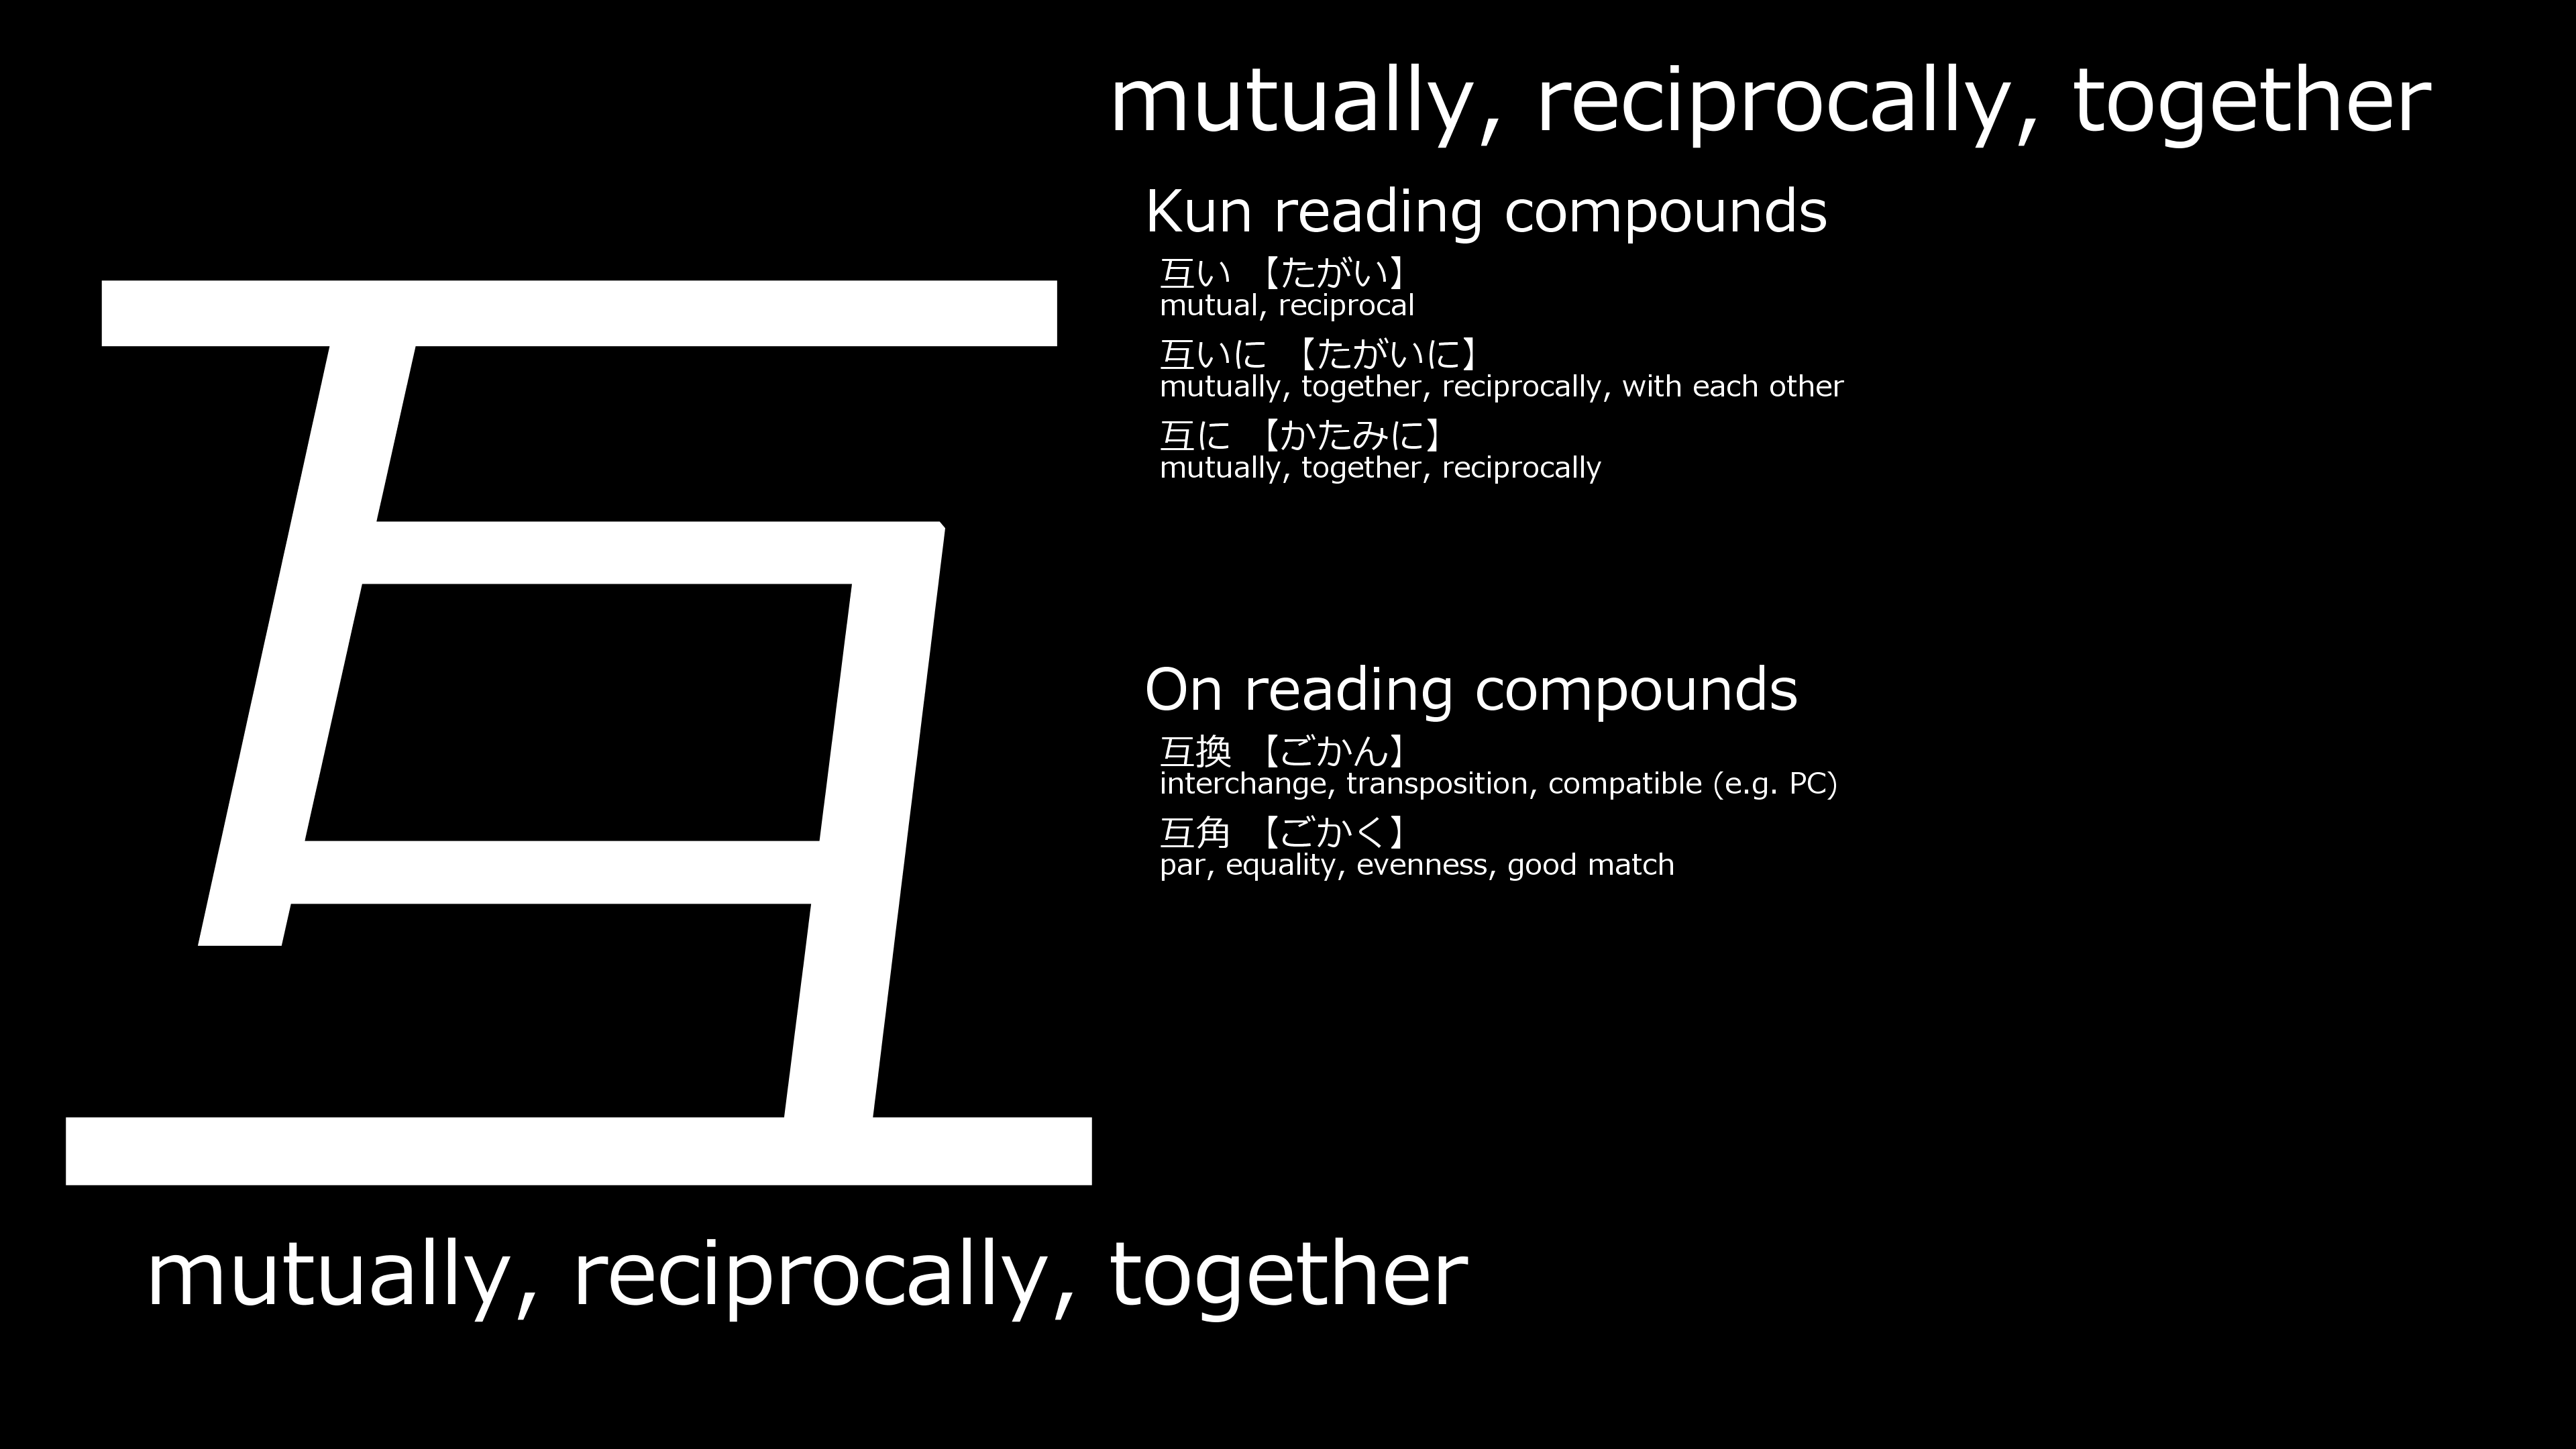 互
mutually, reciprocally, together
Kun reading compounds
互い 【たがい】
mutual, reciprocal
互いに 【たがいに】
mutually, together, reciprocally, with each other
互に 【かたみに】
mutually, together, reciprocally
On reading compounds
互換 【ごかん】
interchange, transposition, compatible (e.g. PC)
互角 【ごかく】
par, equality, evenness, good match
mutually, reciprocally, together